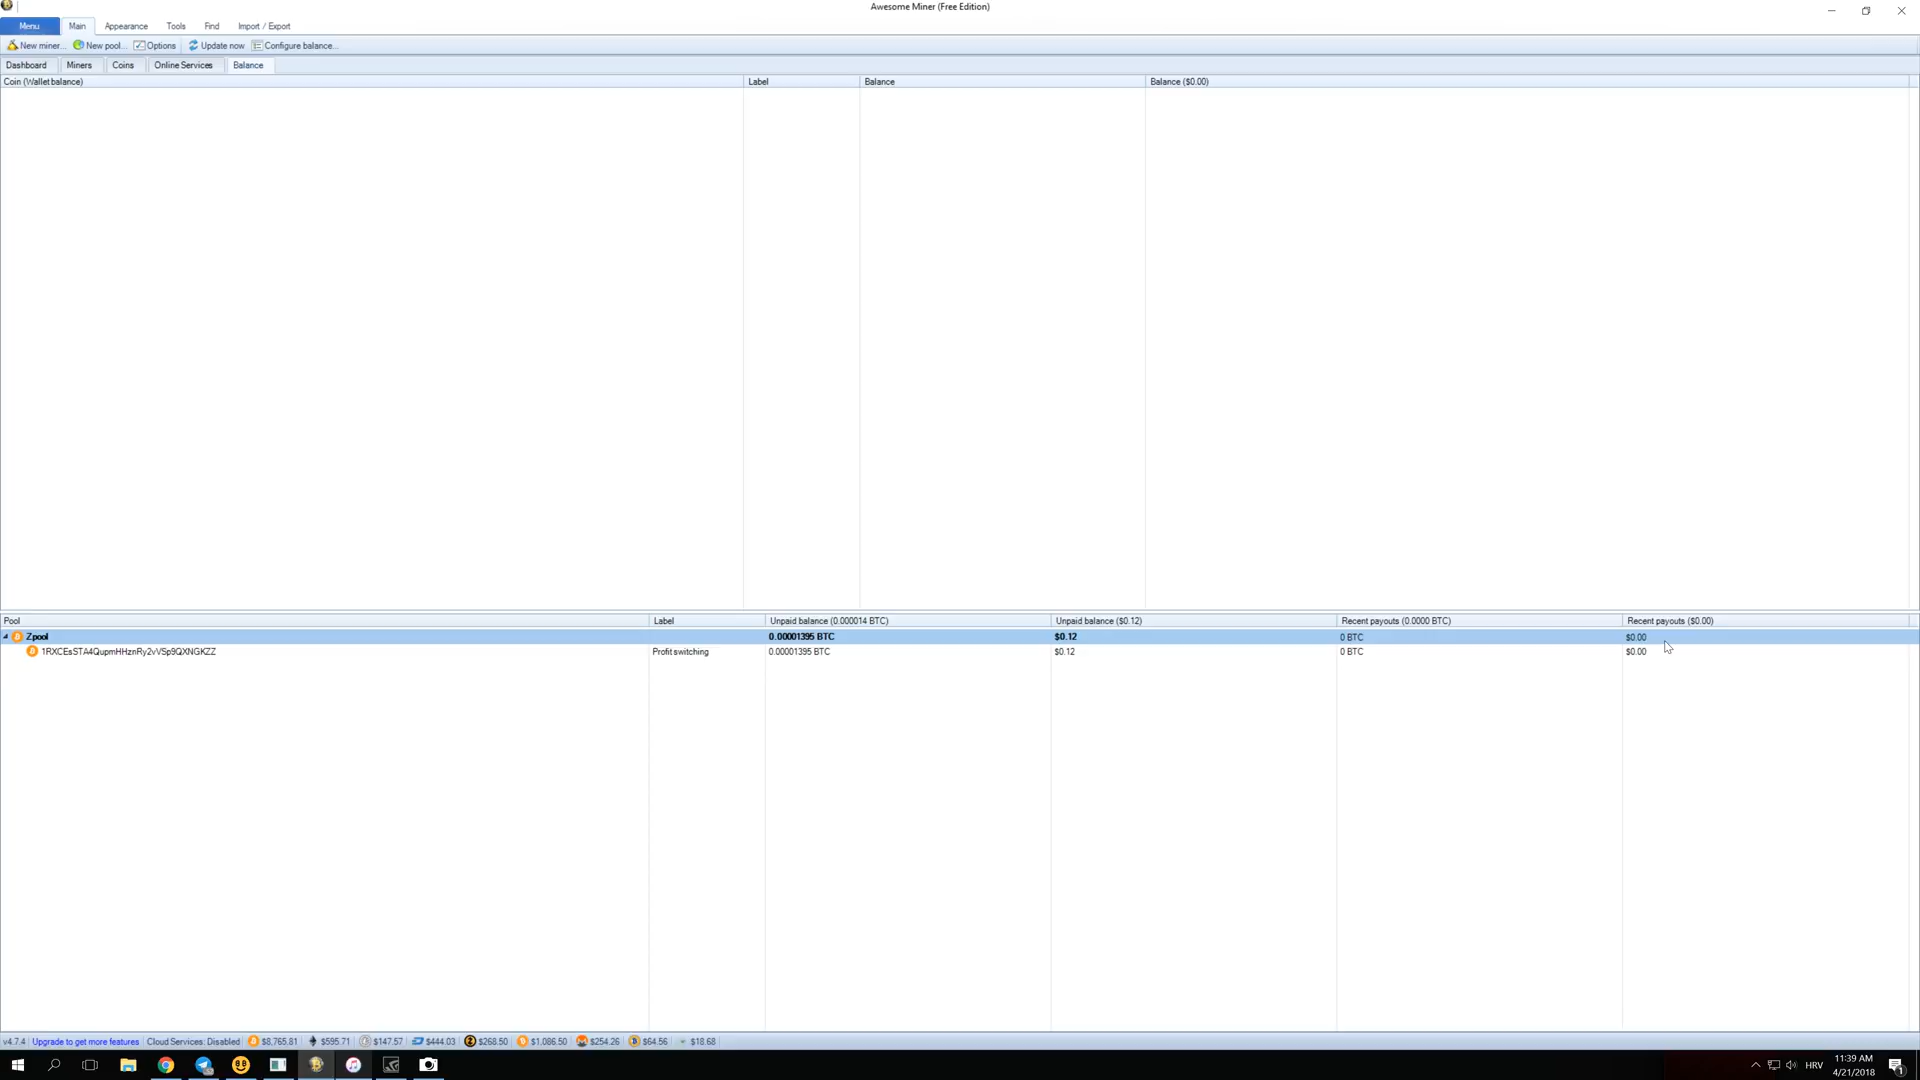 Awesome Miner (Free Edition)
Menu Main Appearance Tools Find Import / Export
New miner... New pool... Options Update now Configure balance...
Dashboard Miners Coins Online Services Balance
Coin (Wallet balance) Label Balance Balance ($0.00)
Pool Label Unpaid balance (0.000014 BTC) Unpaid balance ($0.12) Recent payouts (0.0000 BTC) Recent payouts ($0.00)
Zpool 0.00001395 BTC $0.12 0 BTC $0.00
1RXCEsSTA4QupmHHznRy2vVSp9QXNGKZZ Profit switching 0.00001395 BTC $0.12 0 BTC $0.00
v4.7.4 Upgrade to get more features Cloud Services: Disabled $8,765.81 $595.71 $147.57 $444.03 $268.50 $1,086.50 $254.26 $64.56 $18.68
HRV 11:39 AM
4/21/2018 1